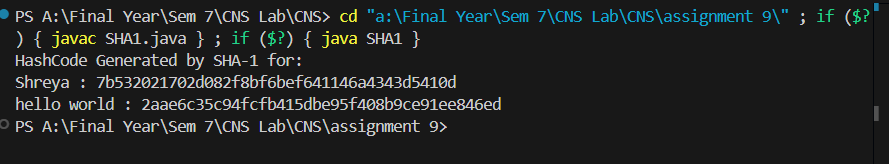 PS A:\Final Year\Sem 7\CNS Lab\CNS> cd "a:\Final Year\Sem 7\CNS Lab\CNS\assignment 9\" ; if ($?
) { javac SHA1.java } ; if ($?) { java SHA1 }
HashCode Generated by SHA-1 for:
Shreya : 7b532021702d082f8bf6bef641146a4343d5410d
hello world : 2aae6c35c94fcfb415dbe95f408b9ce91ee846ed
PS A:\Final Year\Sem 7\CNS Lab\CNS\assignment 9>